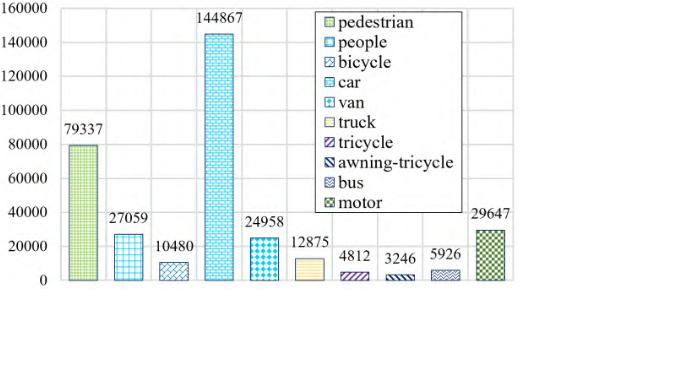 160000
140000
120000
100000
80000
60000
40000
20000
0
79337
27059
10480
144867
24958
12875
4812
3246
5926
29647
pedestrian
people
bicycle
car
van
truck
tricycle
awning-tricycle
bus
motor